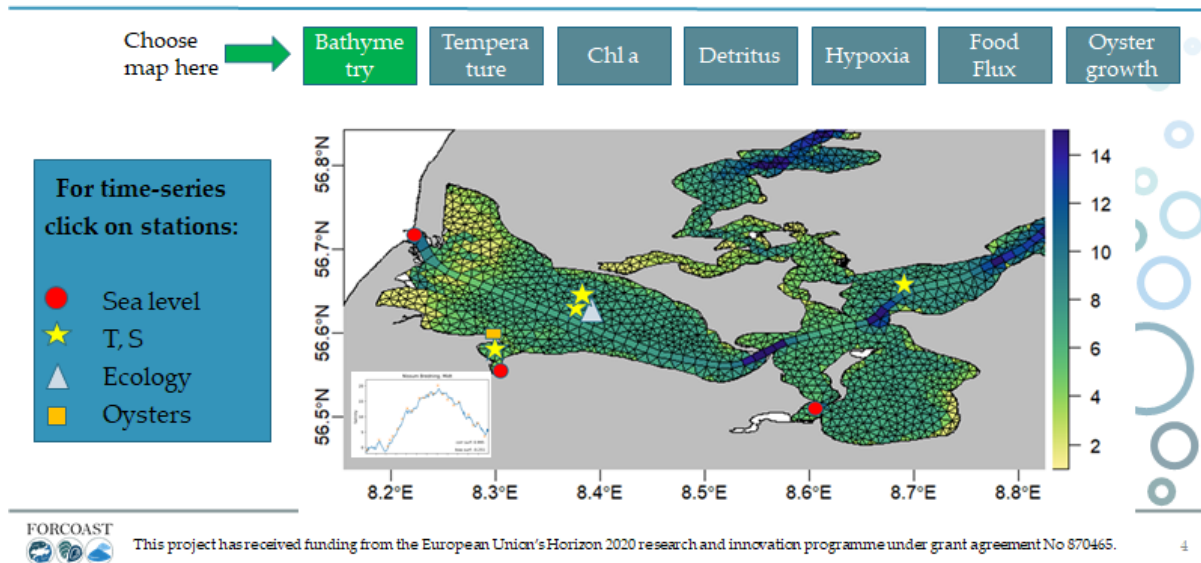 Choose
map here
Bathyme
try
Tempera
ture
Chl a
Detritus
Hypoxia
Food
Flux
Oyster
growth
For time-series
click on stations:
Sea level
T, S
Ecology
Oysters
56.8°N
56.7°N
56.6°N
56.5°N
8.2°E
8.3°E
8.4°E
8.5°E
8.6°E
8.7°E
8.8°E
14
12
10
8
6
4
2
FORCOAST
This project has received funding from the European Union's Horizon 2020 research and innovation programme under grant agreement No 870465.
4